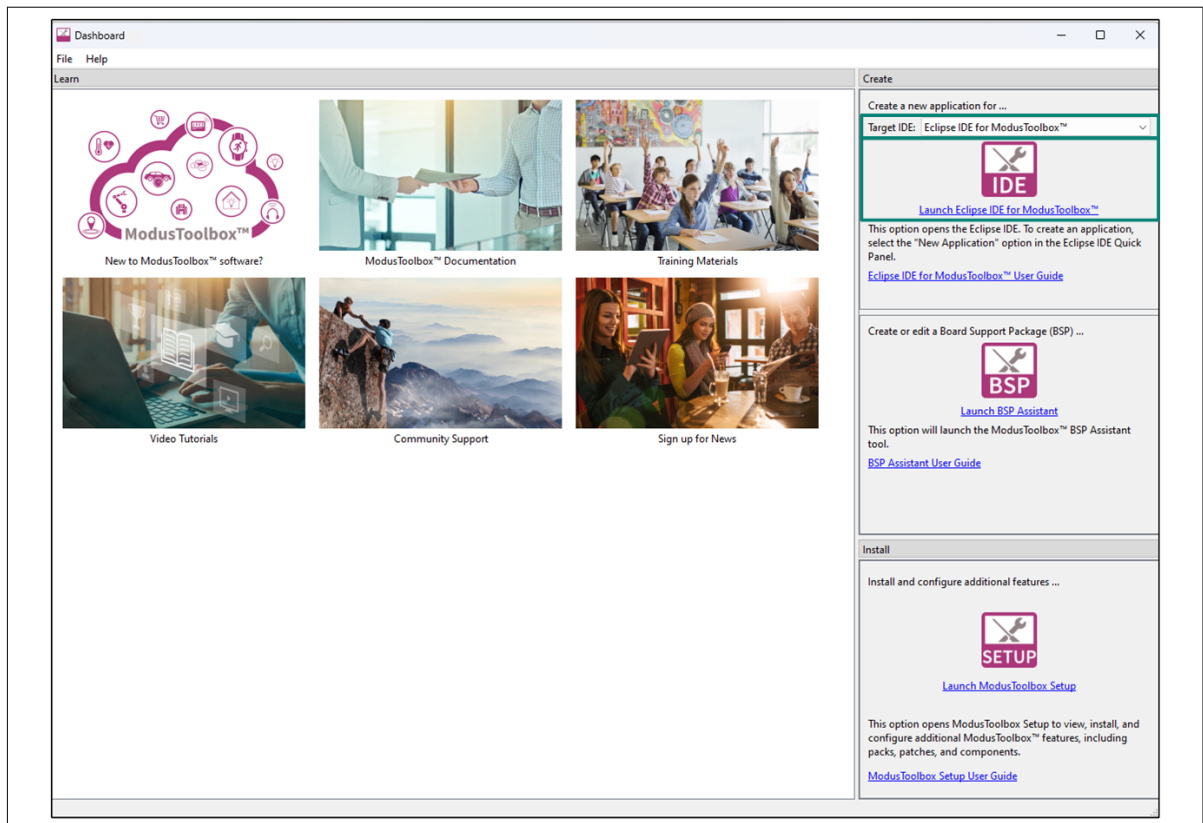 Dashboard
File Help
Learn
ModusToolbox™
New to ModusToolbox™ software?
ModusToolbox™ Documentation
Training Materials
Video Tutorials
Community Support
Sign up for News
Create
Create a new application for ...
Target IDE: Eclipse IDE for ModusToolbox™
IDE
Launch Eclipse IDE for ModusToolbox™
This option opens the Eclipse IDE. To create an application,
select the "New Application" option in the Eclipse IDE Quick
Panel.
Eclipse IDE for ModusToolbox™ User Guide
Create or edit a Board Support Package (BSP) ...
BSP
Launch BSP Assistant
This option will launch the ModusToolbox™ BSP Assistant
tool.
BSP Assistant User Guide
Install
Install and configure additional features ...
SETUP
Launch ModusToolbox Setup
This option opens ModusToolbox Setup to view, install, and
configure additional ModusToolbox™ features, including
packs, patches, and components.
ModusToolbox Setup User Guide